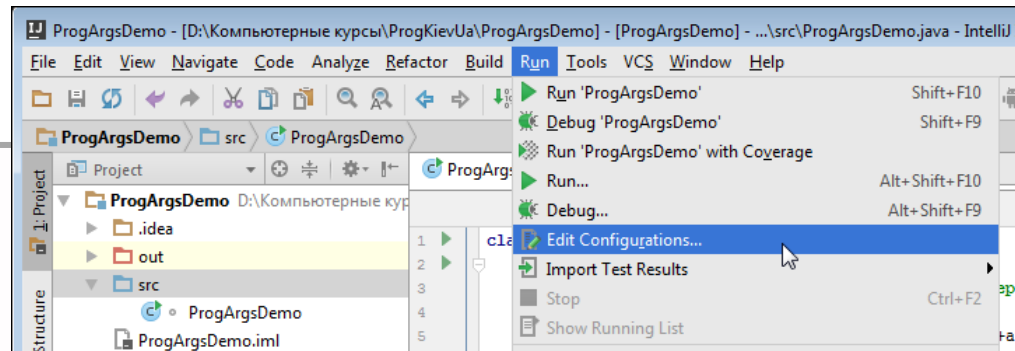 ProgArgsDemo - [D:\Компьютерные курсы\ProgKievUa\ProgArgsDemo] - [ProgArgsDemo] - ...\src\ProgArgsDemo.java - IntelliJ
File Edit View Navigate Code Analyze Refactor Build Run Tools VCS Window Help
Run 'ProgArgsDemo' Shift+F10
Debug 'ProgArgsDemo' Shift+F9
Run 'ProgArgsDemo' with Coverage
Run... Alt+Shift+F10
Debug... Alt+Shift+F9
Edit Configurations...
Import Test Results
Stop Ctrl+F2
Show Running List
ProgArgsDemo src ProgArgsDemo
Project
ProgArgs
1: Project
Structure
ProgArgsDemo D:\Компьютерные кур
.idea
out
src
ProgArgsDemo
ProgArgsDemo.iml
1 cla
2
3 ер
4
5 +a